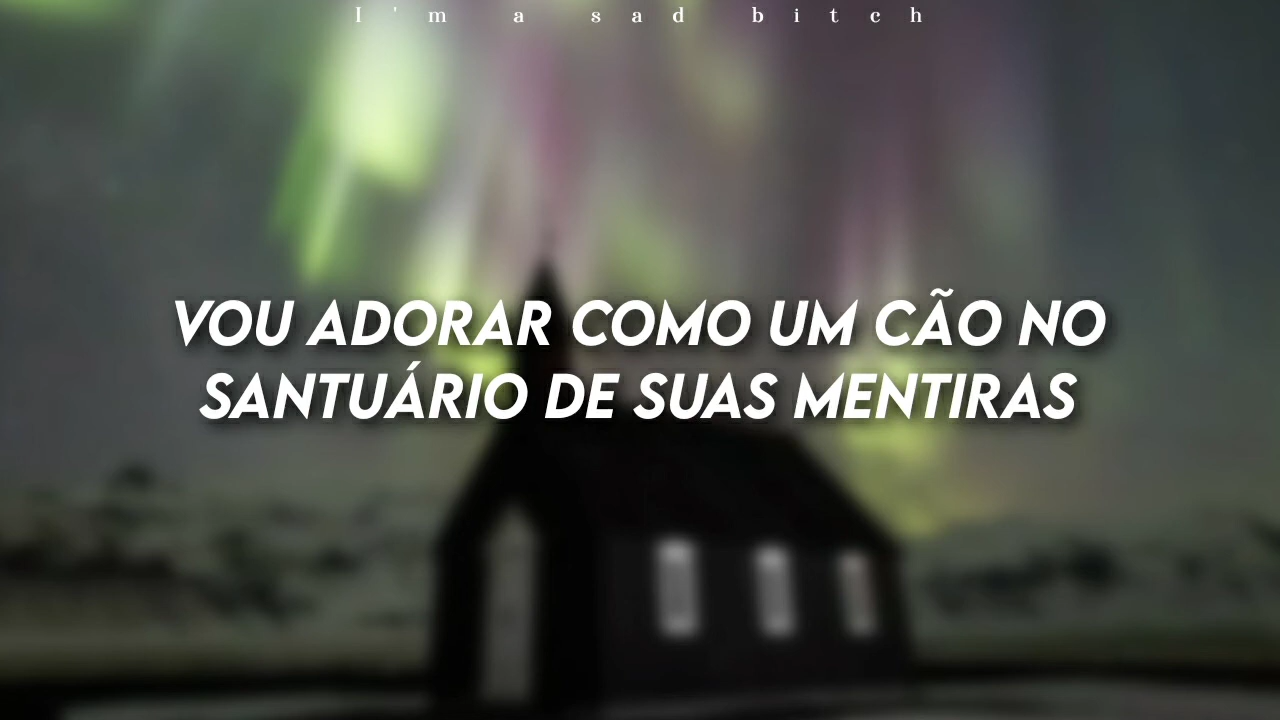 I'm a sad bitch
VOU ADORAR COMO UM CÃO NO
SANTUÁRIO DE SUAS MENTIRAS